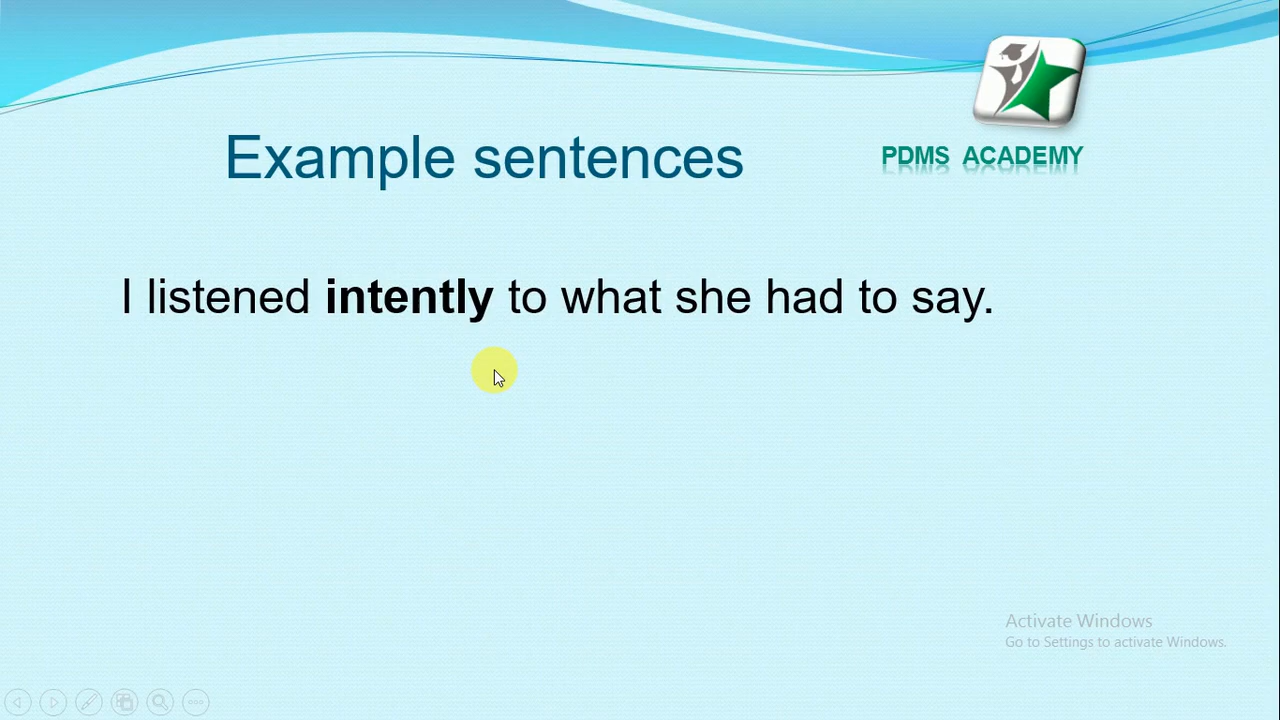 PDMS ACADEMY
Example sentences
I listened intently to what she had to say.
Activate Windows
Go to Settings to activate Windows.